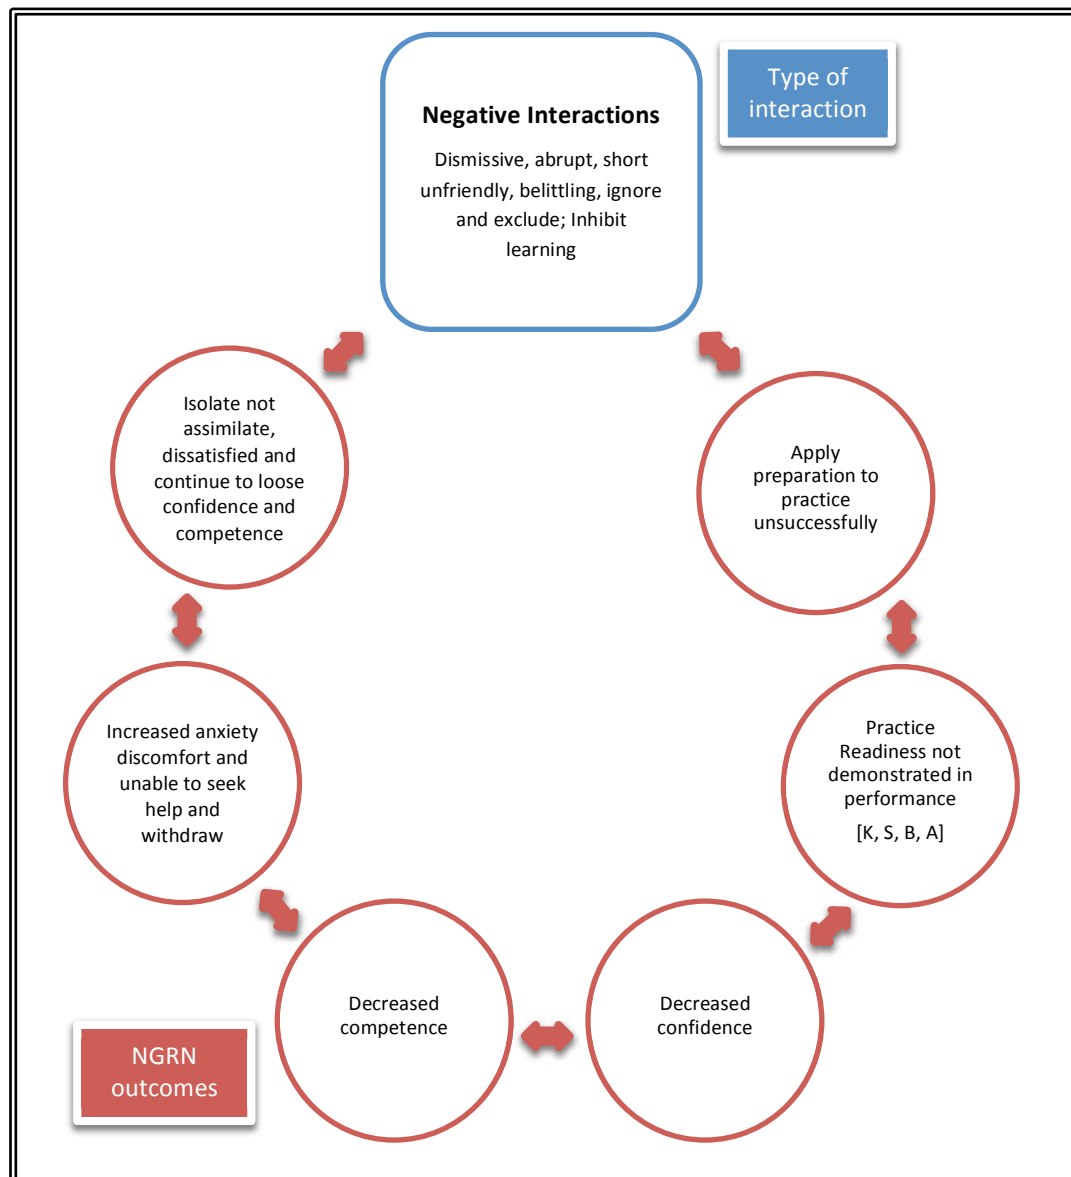 Type of
interaction
Negative Interactions
Dismissive, abrupt, short
unfriendly, belittling, ignore
and exclude; Inhibit
learning
Apply
preparation to
practice
unsuccessfully
Practice
Readiness not
demonstrated in
performance
[K, S, B, A]
Decreased
confidence
Decreased
competence
Increased anxiety
discomfort and
unable to seek
help and
withdraw
Isolate not
assimilate,
dissatisfied and
continue to loose
confidence and
competence
NGRN
outcomes